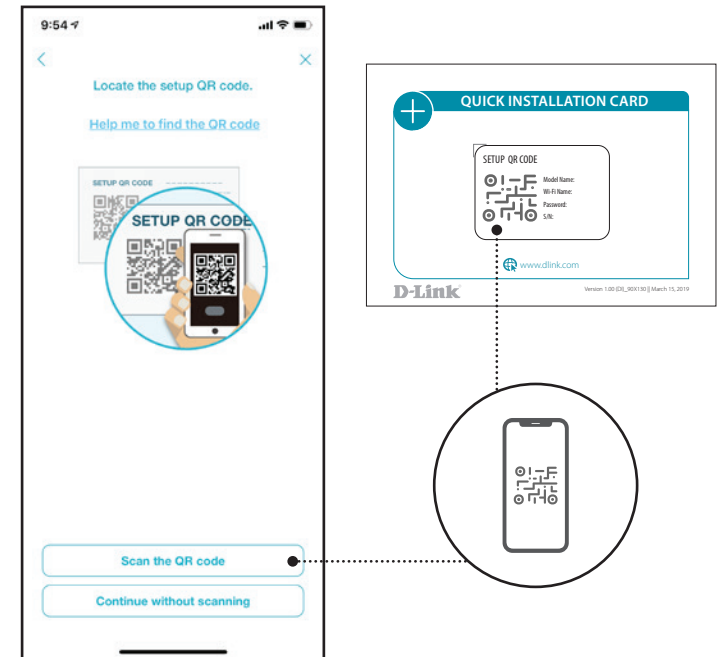 9:54
Locate the setup QR code.
Help me to find the QR code
SETUP QR CODE
SETUP QR CODE
Scan the QR code
Continue without scanning
QUICK INSTALLATION CARD
SETUP QR CODE
Model Name:
Wi-Fi Name:
Password:
S/N:
www.dlink.com
D-Link
Version 1.00 (DI)_90X130 || March 15, 2019